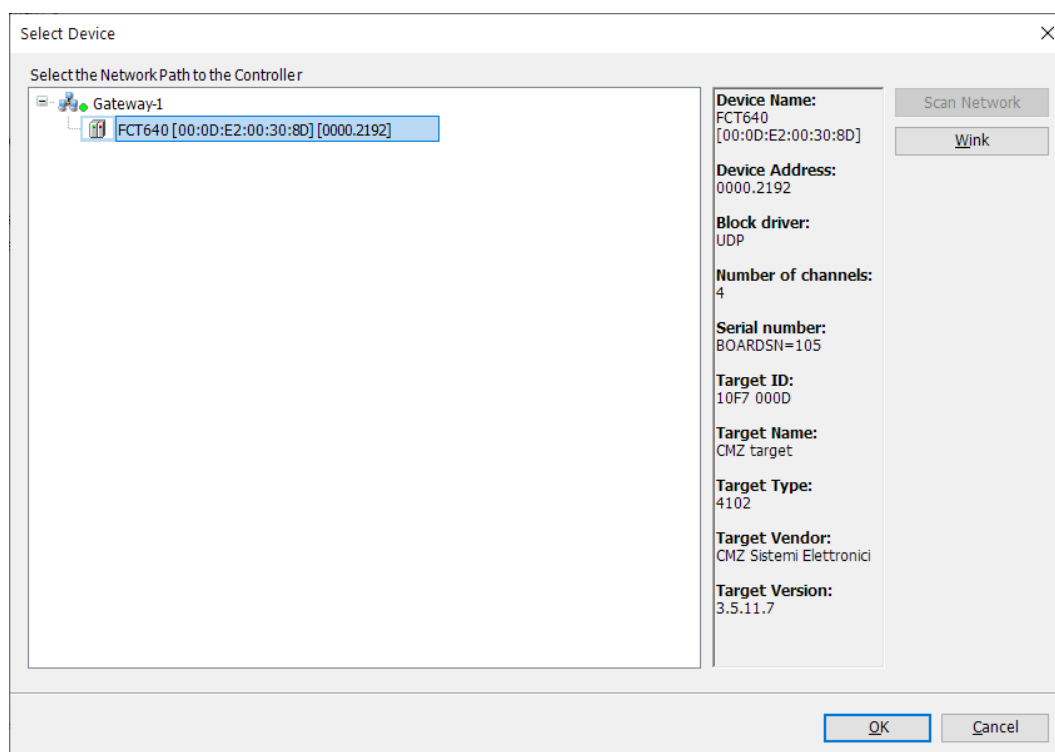 Select Device
Select the Network Path to the Controller
Gateway-1
FCT640 [00:0D:E2:00:30:8D] [0000.2192]
Device Name:
FCT640
[00:0D:E2:00:30:8D]
Device Address:
0000.2192
Block driver:
UDP
Number of channels:
4
Serial number:
BOARDSN=105
Target ID:
10F7 000D
Target Name:
CMZ target
Target Type:
4102
Target Vendor:
CMZ Sistemi Elettronici
Target Version:
3.5.11.7
Scan Network
Wink
OK
Cancel